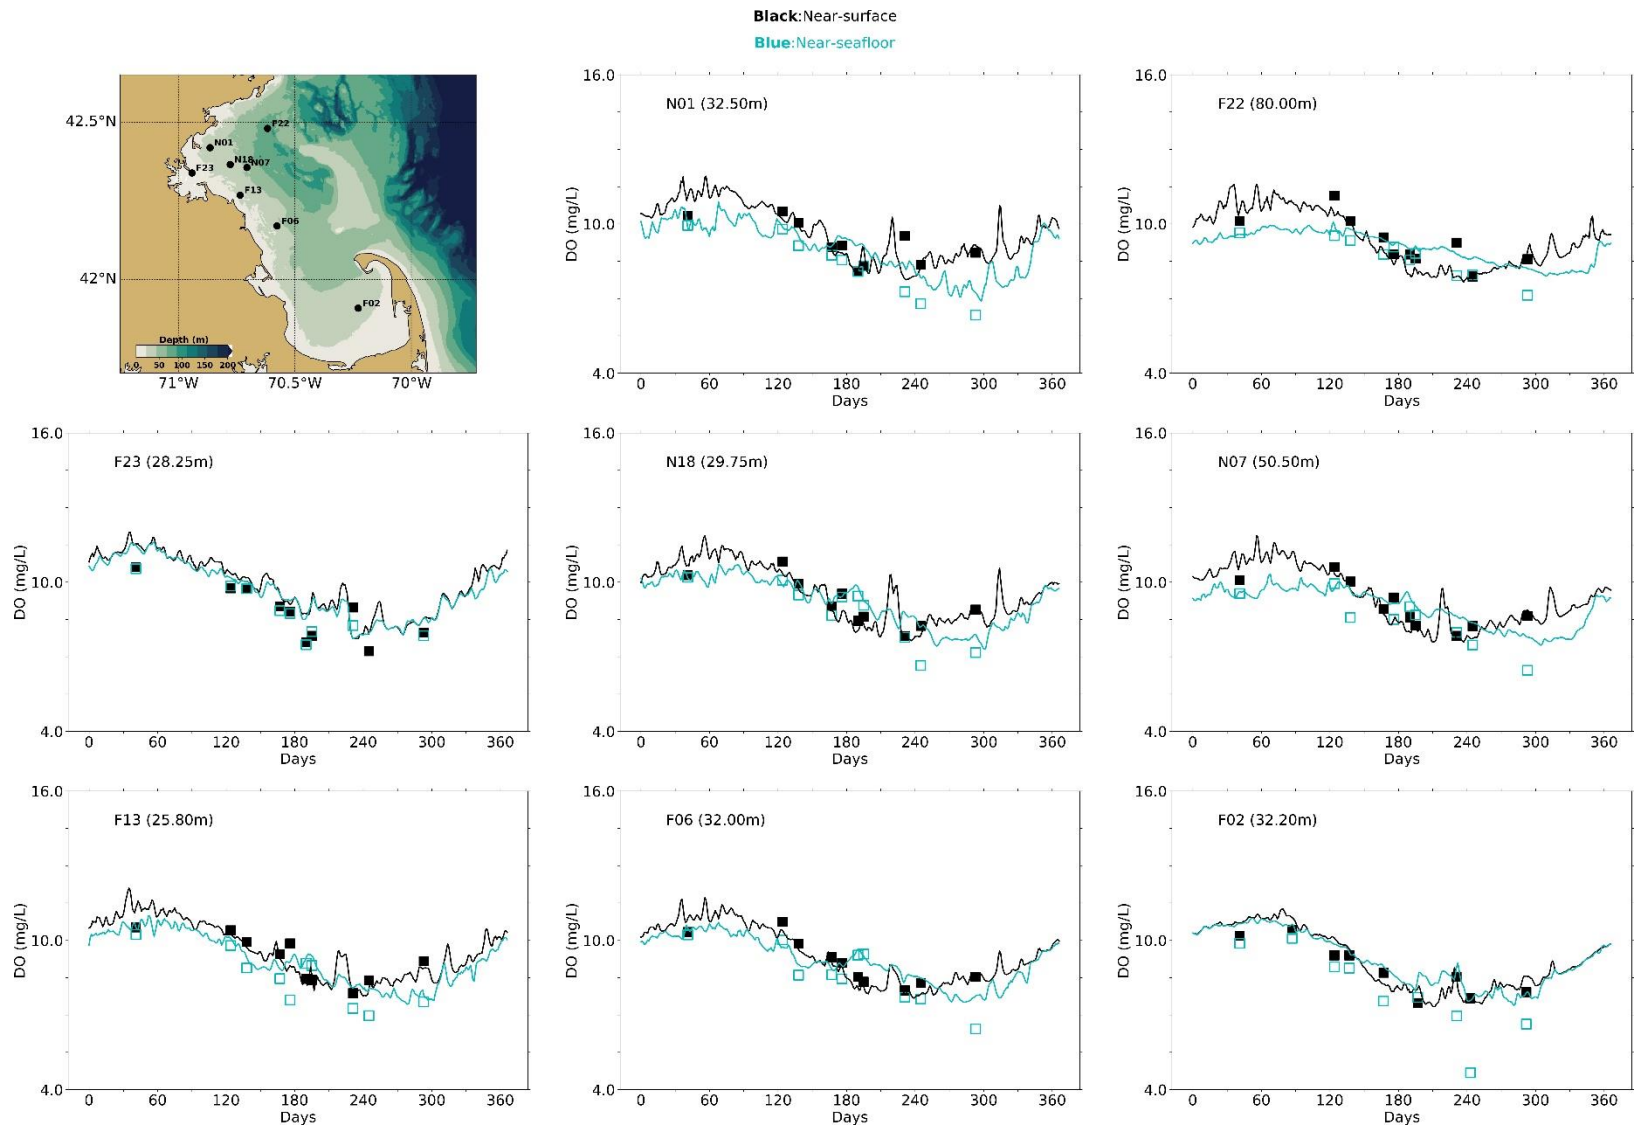 Black:Near-surface
Blue:Near-seafloor
42.5°N
42°N
71°W
70.5°W
70°W
F22
N01
N18
N07
F23
F13
F06
F02
Depth (m)
0 50 100 150 200
N01 (32.50m)
DO (mg/L)
16.0
10.0
4.0
0 60 120 180 240 300 360
Days
F22 (80.00m)
DO (mg/L)
16.0
10.0
4.0
0 60 120 180 240 300 360
Days
F23 (28.25m)
DO (mg/L)
16.0
10.0
4.0
0 60 120 180 240 300 360
Days
N18 (29.75m)
DO (mg/L)
16.0
10.0
4.0
0 60 120 180 240 300 360
Days
N07 (50.50m)
DO (mg/L)
16.0
10.0
4.0
0 60 120 180 240 300 360
Days
F13 (25.80m)
DO (mg/L)
16.0
10.0
4.0
0 60 120 180 240 300 360
Days
F06 (32.00m)
DO (mg/L)
16.0
10.0
4.0
0 60 120 180 240 300 360
Days
F02 (32.20m)
DO (mg/L)
16.0
10.0
4.0
0 60 120 180 240 300 360
Days